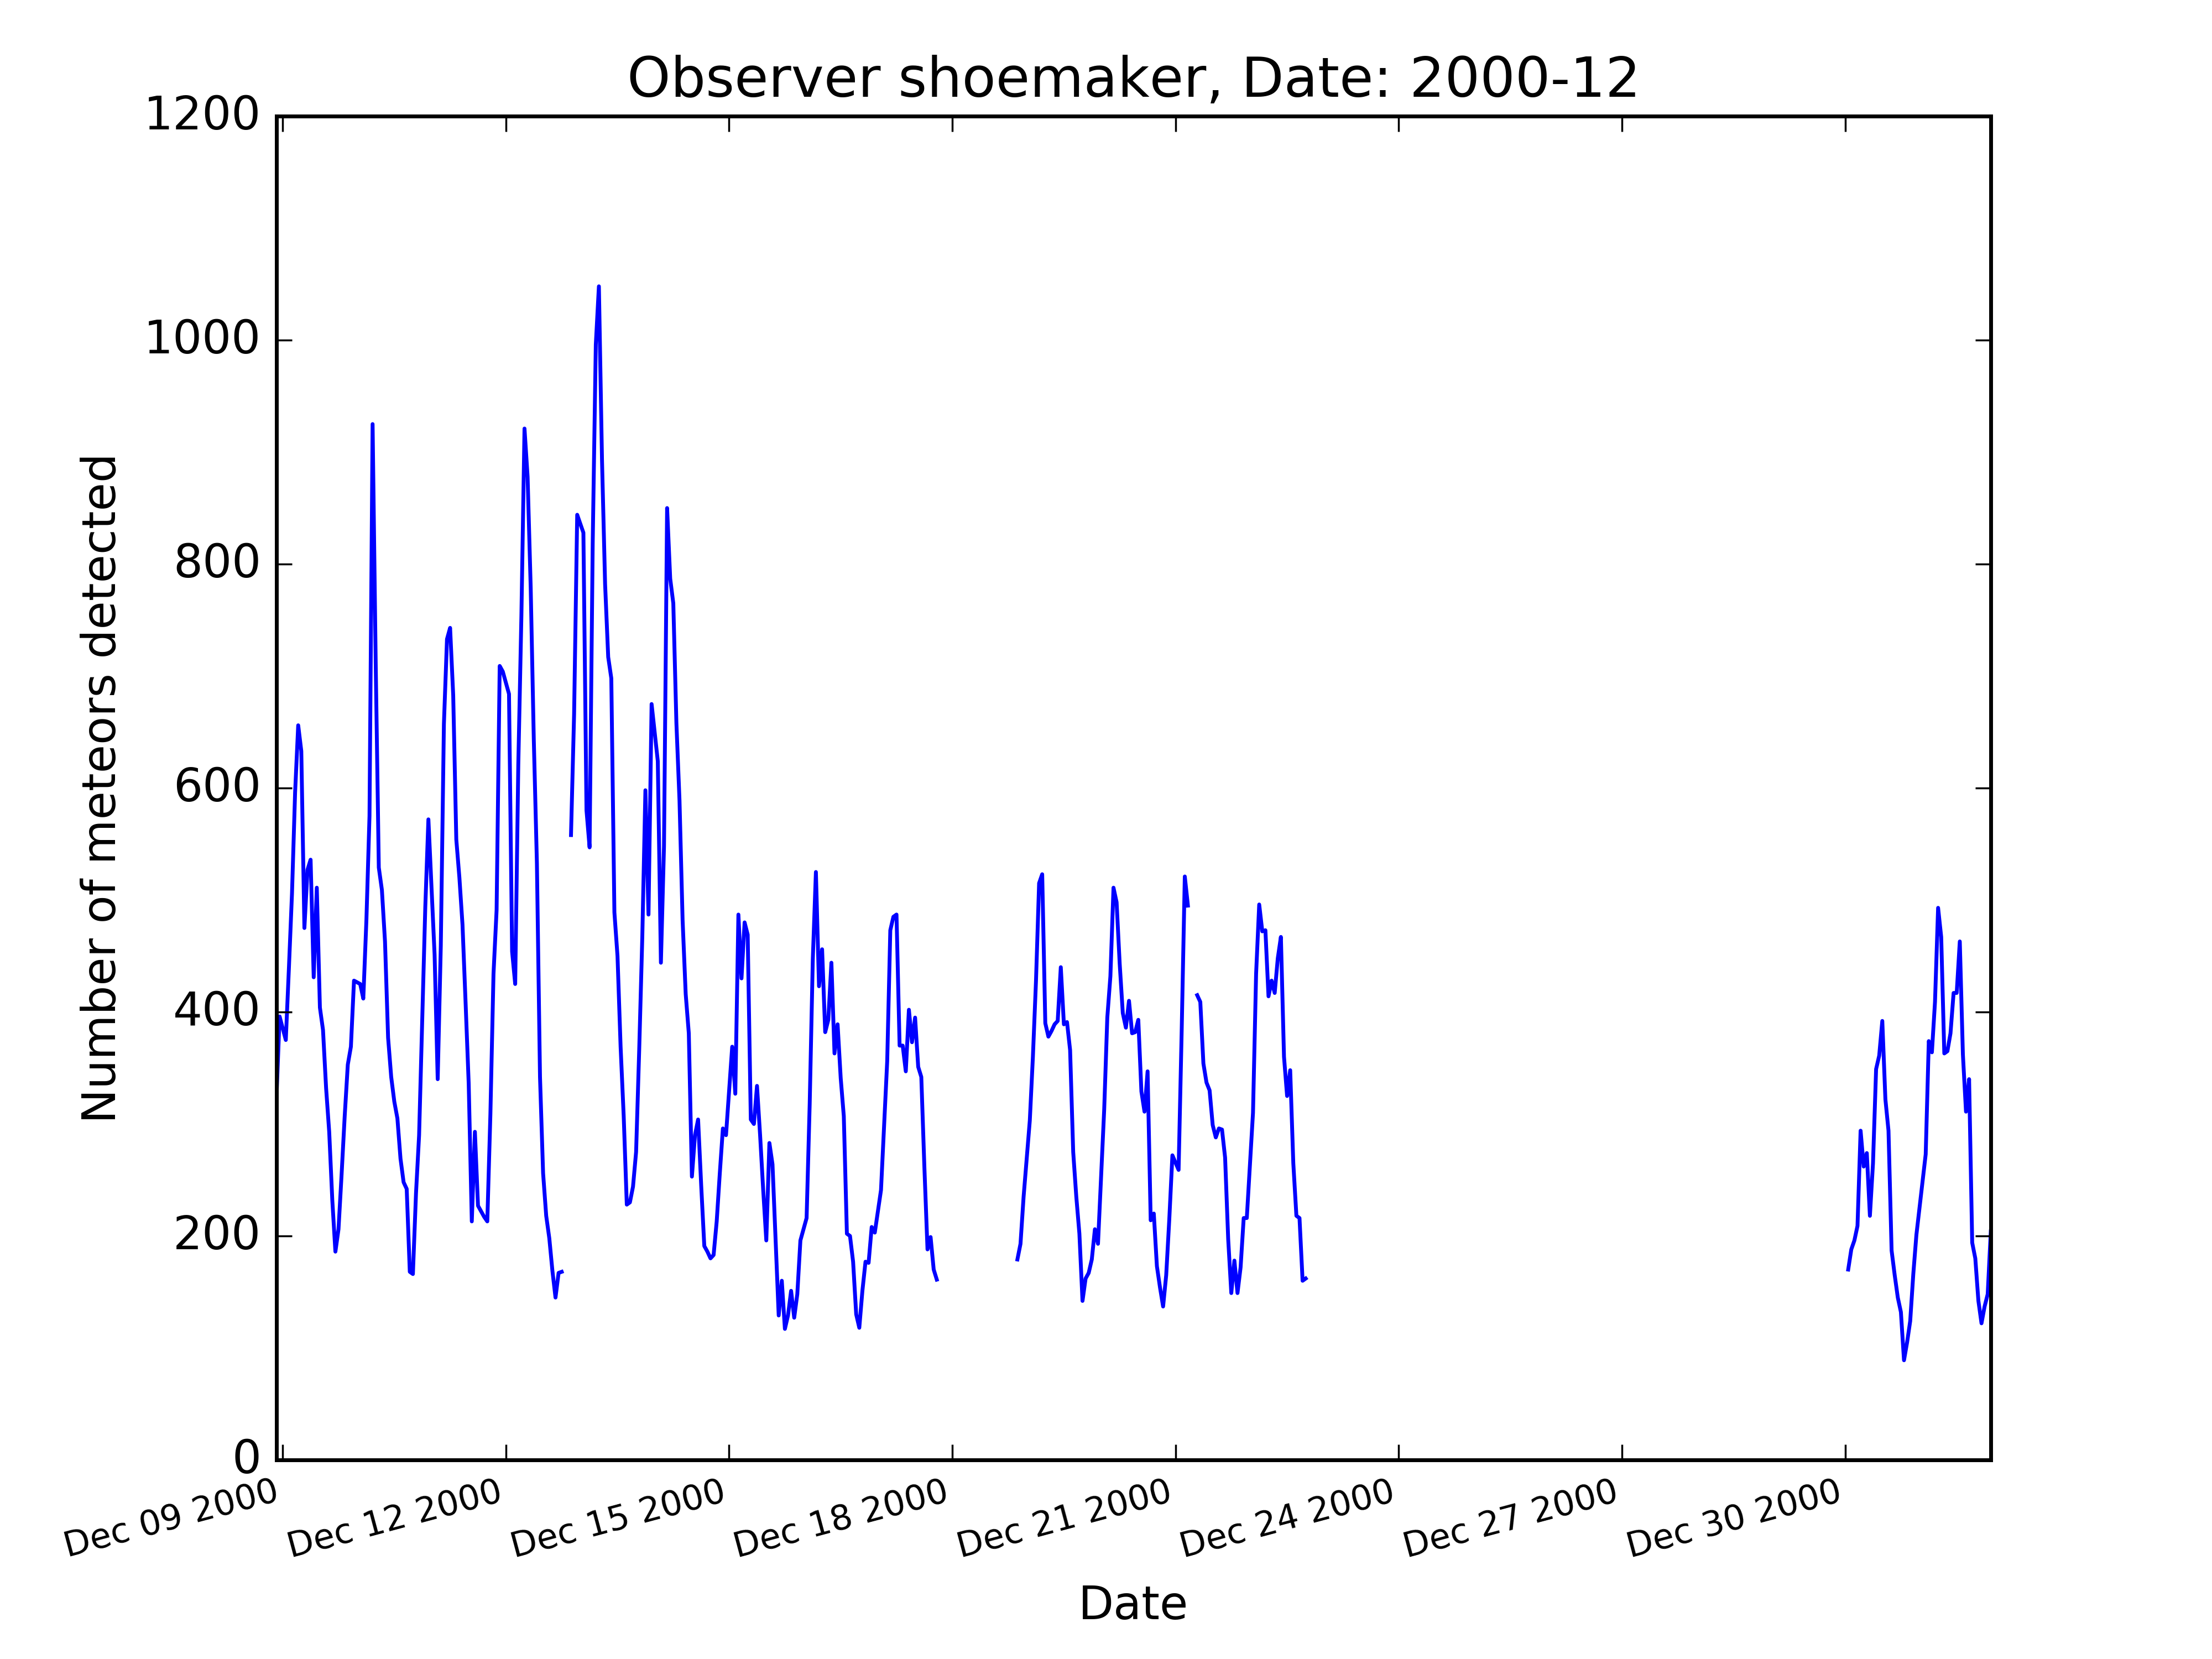 Observer shoemaker, Date: 2000-12
1200
1000
800
600
400
200
0
Number of meteors detected
Dec 09 2000
Dec 12 2000
Dec 15 2000
Dec 18 2000
Dec 21 2000
Dec 24 2000
Dec 27 2000
Dec 30 2000
Date